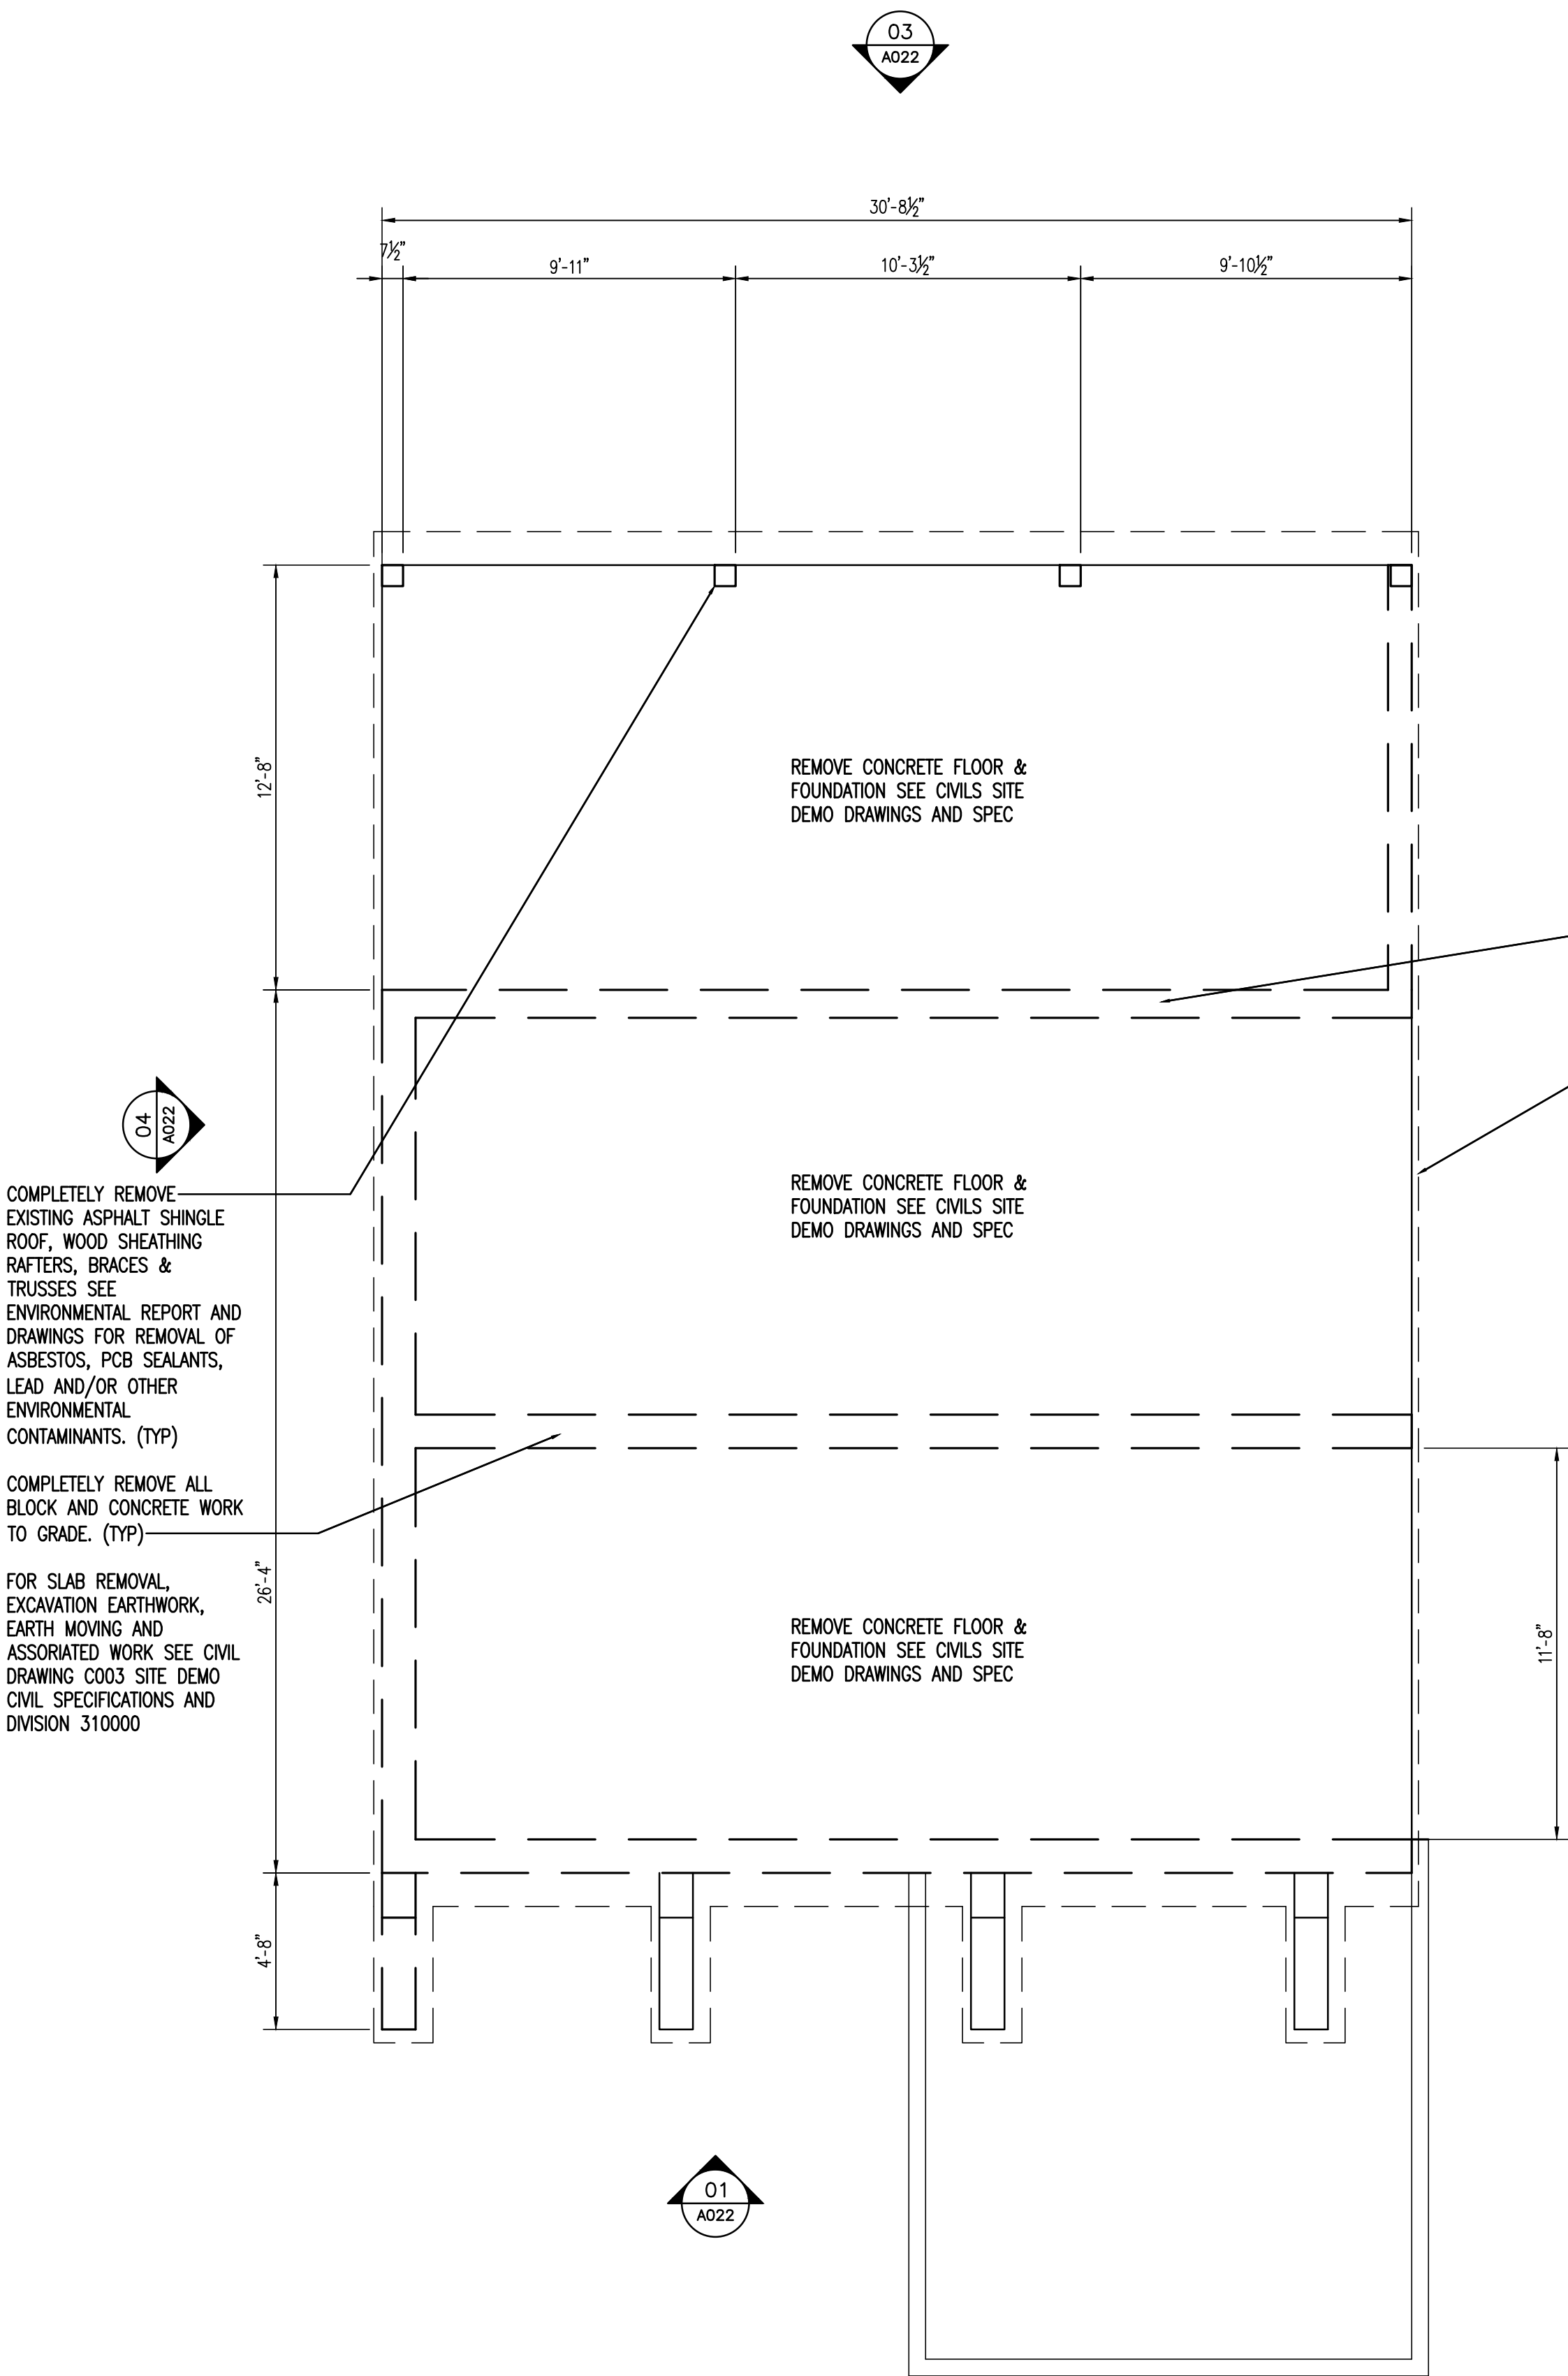 03
A022
30'-8½"
7½"
9'-11"
10'-3½"
9'-10½"
12'-8"
REMOVE CONCRETE FLOOR &
FOUNDATION SEE CIVILS SITE
DEMO DRAWINGS AND SPEC
04
A022
COMPLETELY REMOVE
EXISTING ASPHALT SHINGLE
ROOF, WOOD SHEATHING
RAFTERS, BRACES &
TRUSSES SEE
ENVIRONMENTAL REPORT AND
DRAWINGS FOR REMOVAL OF
ASBESTOS, PCB SEALANTS,
LEAD AND/OR OTHER
ENVIRONMENTAL
CONTAMINANTS. (TYP)
REMOVE CONCRETE FLOOR &
FOUNDATION SEE CIVILS SITE
DEMO DRAWINGS AND SPEC
COMPLETELY REMOVE ALL
BLOCK AND CONCRETE WORK
TO GRADE. (TYP)
FOR SLAB REMOVAL,
EXCAVATION EARTHWORK,
EARTH MOVING AND
ASSORIATED WORK SEE CIVIL
DRAWING C003 SITE DEMO
CIVIL SPECIFICATIONS AND
DIVISION 310000
26'-4"
REMOVE CONCRETE FLOOR &
FOUNDATION SEE CIVILS SITE
DEMO DRAWINGS AND SPEC
11'-8"
4'-8"
01
A022